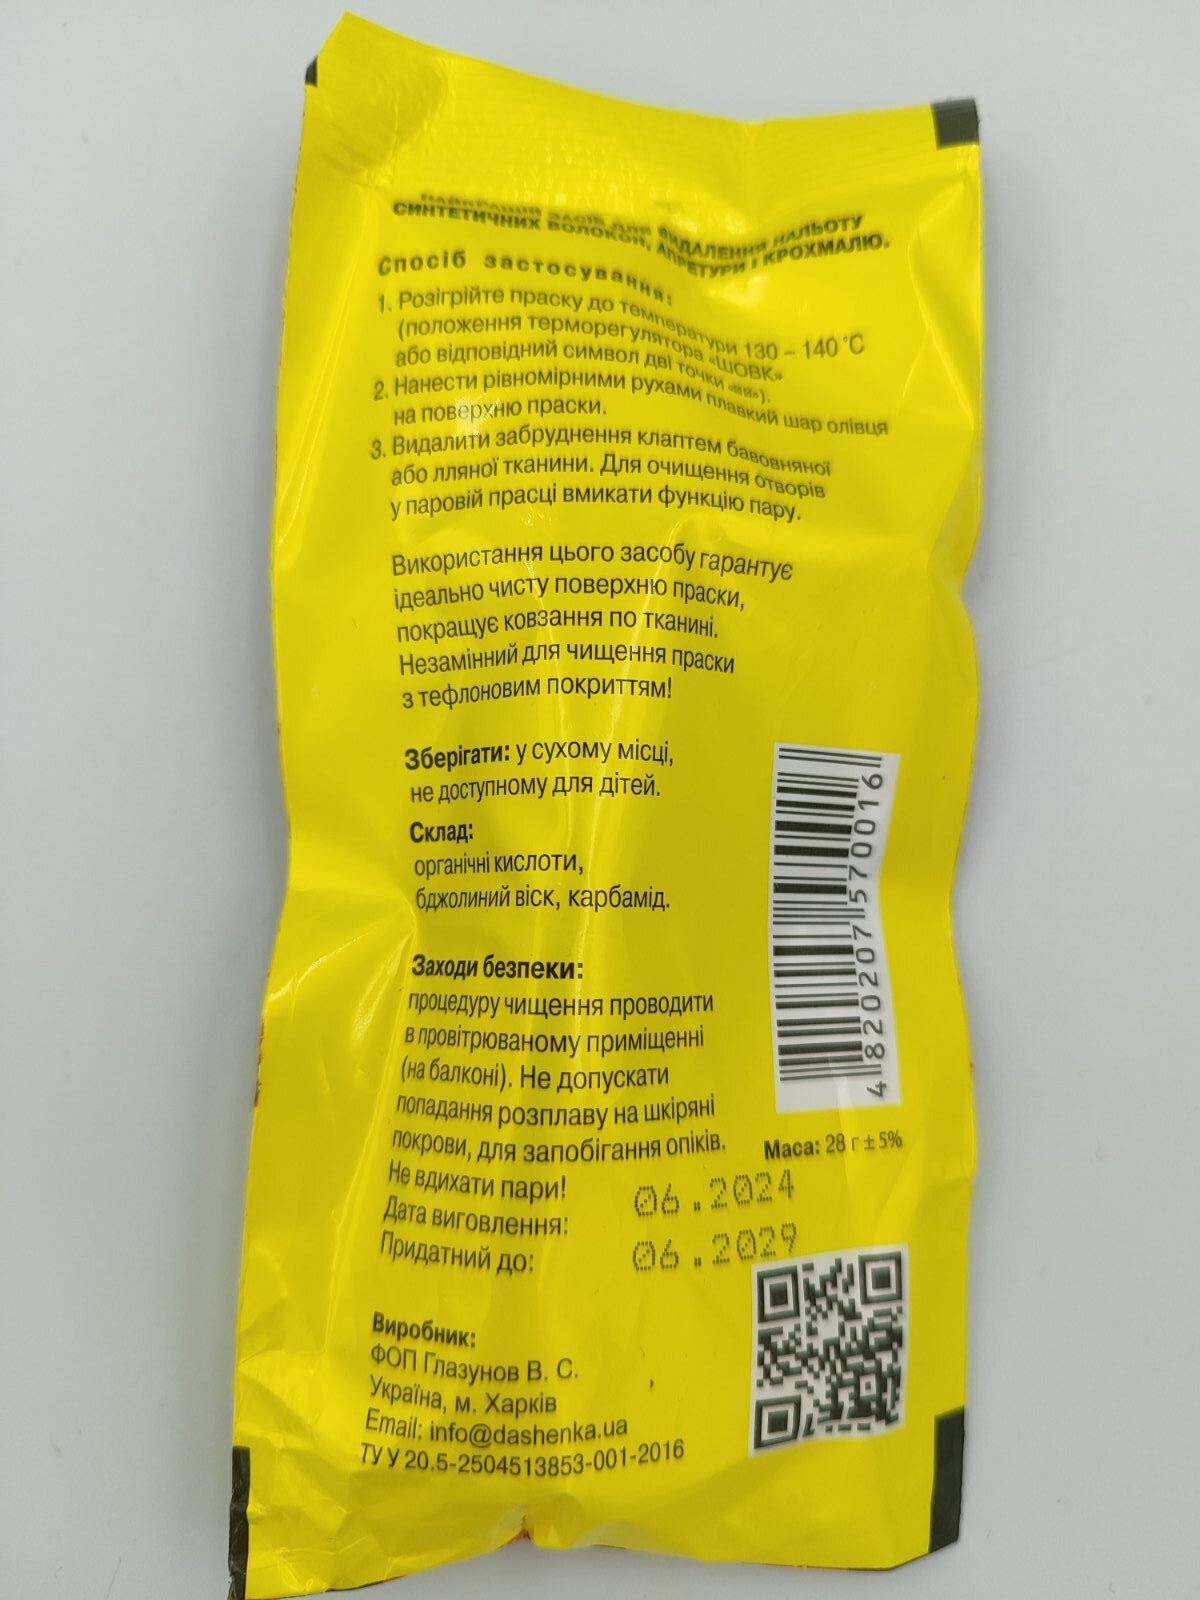 НАЙКРАЩИЙ ЗАСІБ ДЛЯ ВИДАЛЕННЯ НАЛЬОТУ
СИНТЕТИЧНИХ ВОЛОКОН, АПРЕТУРИ І КРОХМАЛЮ.
Спосіб застосування:
1. Розігрійте праску до температури 130 – 140 °С
(положення терморегулятора «ШОВК»
або відповідний символ дві точки «¤¤»).
2. Нанести рівномірними рухами плавкий шар олівця
на поверхню праски.
3. Видалити забруднення клаптем бавовняної
або лляної тканини. Для очищення отворів
у паровій прасці вмикати функцію пару.
Використання цього засобу гарантує
ідеально чисту поверхню праски,
покращує ковзання по тканині.
Незамінний для чищення праски
з тефлоновим покриттям!
Зберігати: у сухому місці,
не доступному для дітей.
Склад:
органічні кислоти,
бджолиний віск, карбамід.
Заходи безпеки:
процедуру чищення проводити
в провітрюваному приміщенні
(на балконі). Не допускати
попадання розплаву на шкіряні
покрови, для запобігання опіків.
Не вдихати пари!
Дата виговлення: 06.2024
Придатний до: 06.2029
4820207570016
Маса: 28 г ± 5%
Виробник:
ФОП Глазунов В. С.
Україна, м. Харків
Email: info@dashenka.ua
ТУ У 20.5-2504513853-001-2016